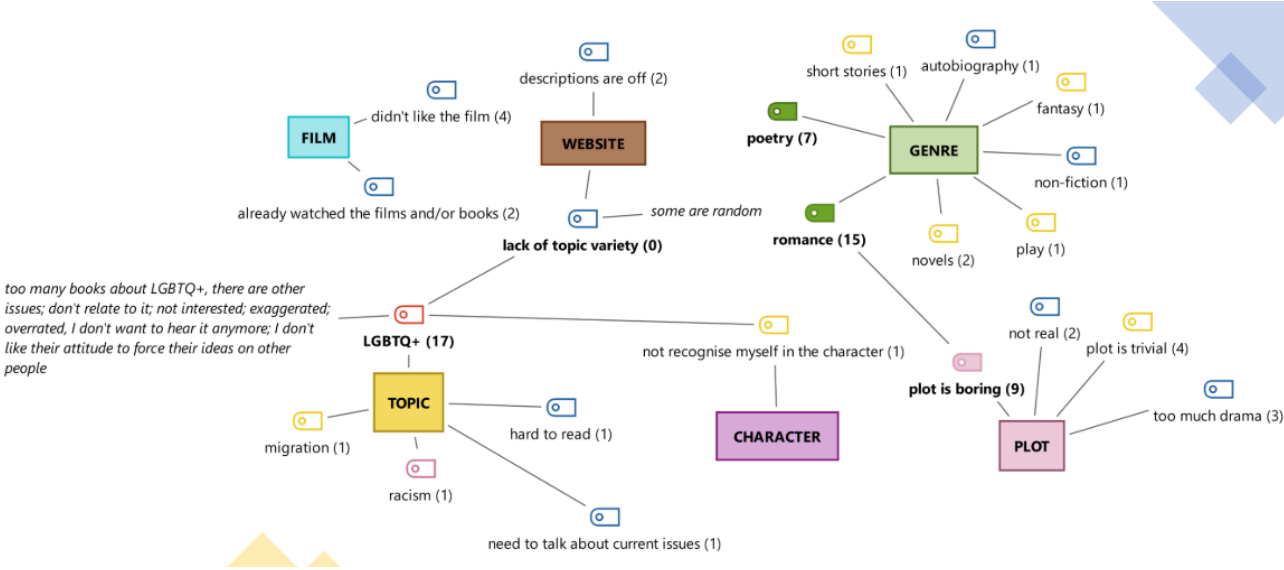 descriptions are off (2)
didn't like the film (4)
FILM
WEBSITE
already watched the films and/or books (2)
some are random
lack of topic variety (0)
short stories (1)
autobiography (1)
fantasy (1)
poetry (7)
GENRE
non-fiction (1)
romance (15)
novels (2)
play (1)
too many books about LGBTQ+, there are other
issues; don't relate to it; not interested; exaggerated;
overrated, I don't want to hear it anymore; I don't
like their attitude to force their ideas on other
people
LGBTQ+ (17)
not recognise myself in the character (1)
not real (2)
plot is trivial (4)
plot is boring (9)
too much drama (3)
TOPIC
migration (1)
hard to read (1)
CHARACTER
PLOT
racism (1)
need to talk about current issues (1)